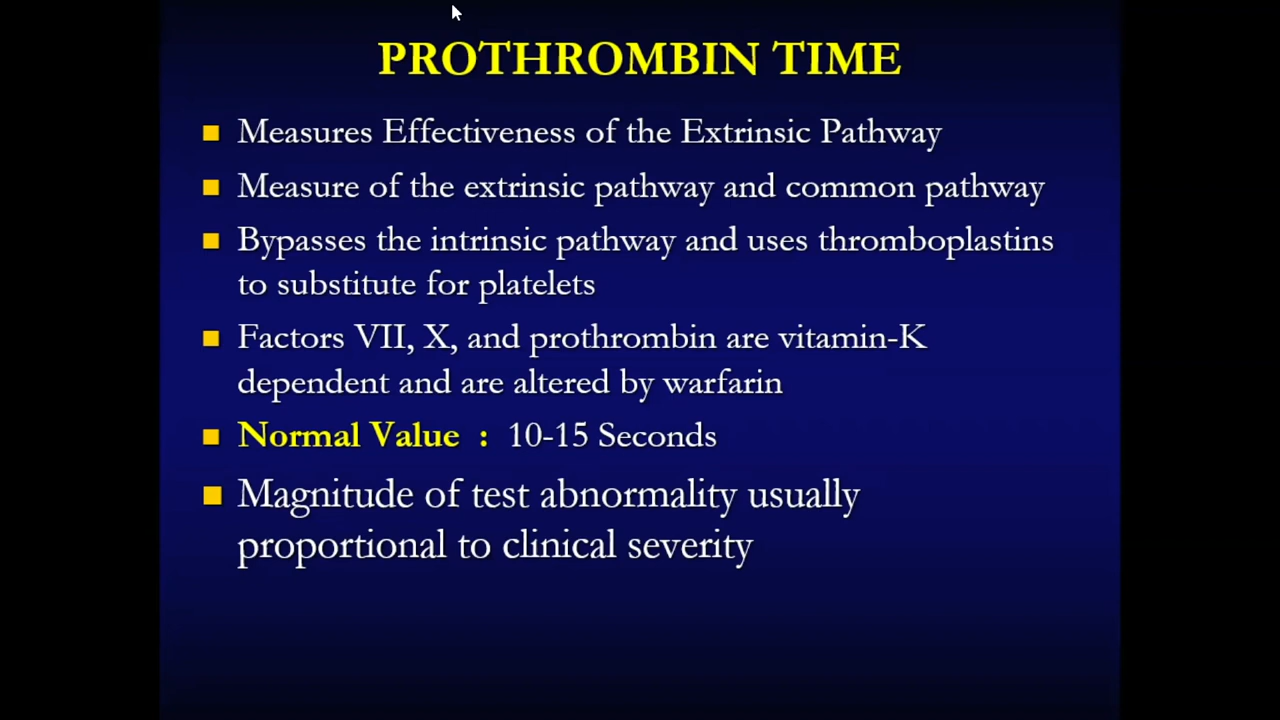 PROTHROMBIN TIME
Measures Effectiveness of the Extrinsic Pathway
Measure of the extrinsic pathway and common pathway
Bypasses the intrinsic pathway and uses thromboplastins
to substitute for platelets
Factors VII, X, and prothrombin are vitamin-K
dependent and are altered by warfarin
Normal Value : 10-15 Seconds
Magnitude of test abnormality usually
proportional to clinical severity